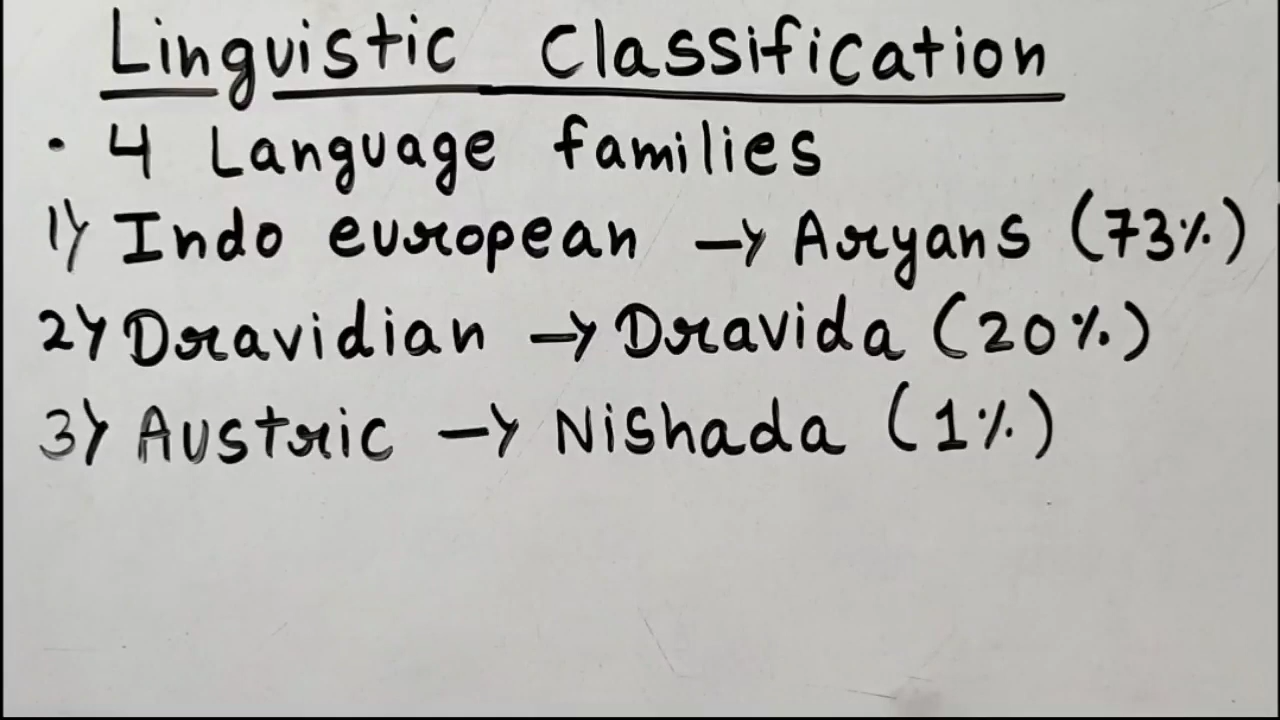 Linguistic Classification
• 4 Language families
1) Indo european → Aryans (73%)
2) Dravidian → Dravida (20%)
3) Austric → Nishada (1%)